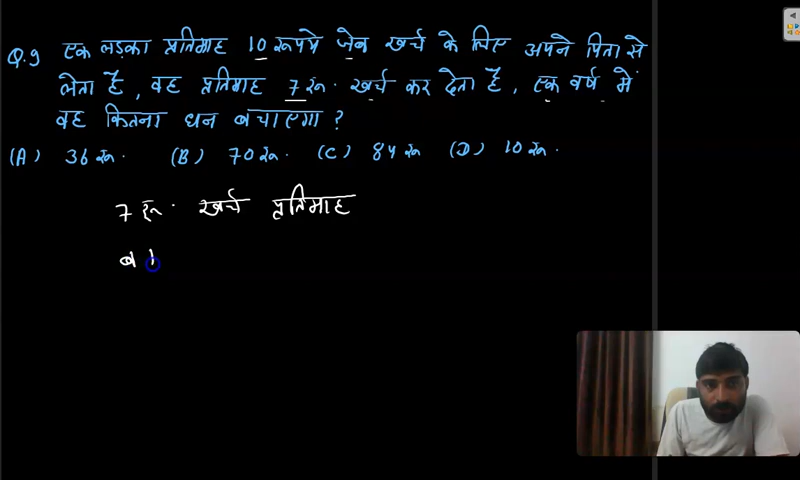 Q.9 एक लड़का प्रतिमाह 10 रूपये जेब खर्च के लिए अपने पिता से
लेता है, वह प्रतिमाह 7 रू. खर्च कर देता है, एक वर्ष में
वह कितना धन बचाएगा ?
(A) 36 रू. (B) 70 रू. (C) 84 रू (D) 10 रू.
7 रू. खर्च प्रतिमाह